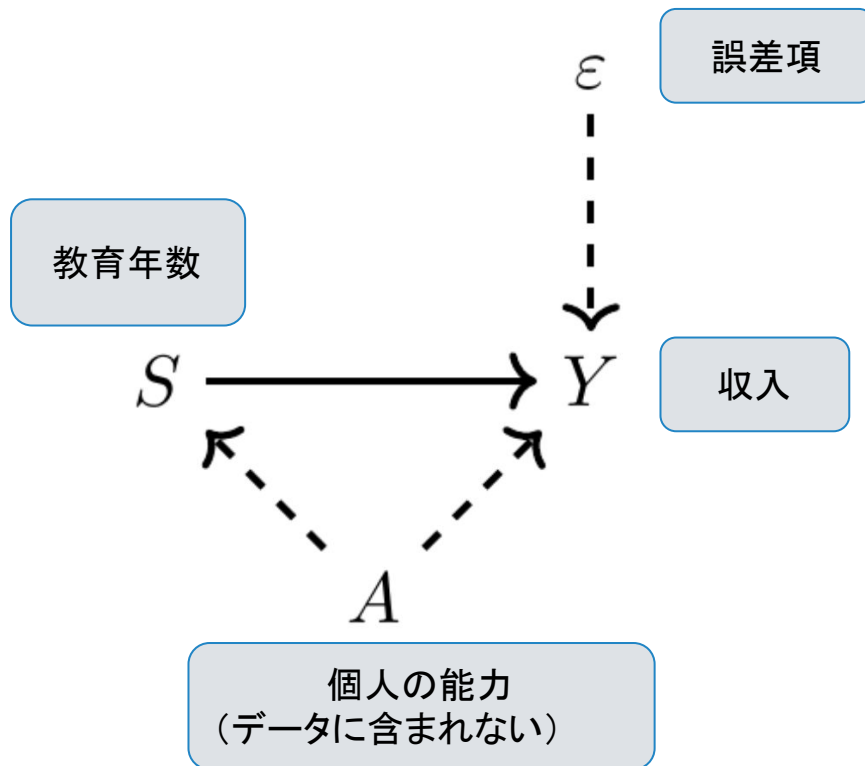 ε
誤差項
教育年数
S
Y
収入
A
個人の能力
（データに含まれない）